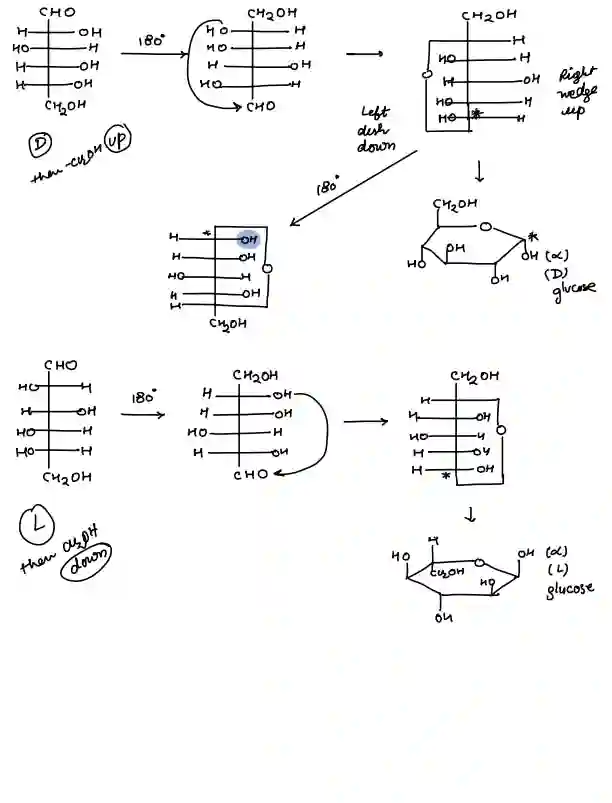 CHO
H OH
HO H
H OH
H OH
CH2OH
180°
CH2OH
HO H
HO H
H OH
HO H
CHO
CH2OH
H
HO H
O H OH
HO H
HO * H
Right
wedge
up
Left
dish
down
D
then -CH2OH UP
180°
* H OH
H OH
HO H O
H OH
H
CH2OH
CH2OH
O *
OH
HO OH
OH
(α)
(D)
glucose
CHO
HO H
H OH
HO H
HO H
CH2OH
180°
CH2OH
H OH
H OH
HO H
H OH
CHO
CH2OH
H
H OH
HO H O
H OH
H OH
*
L
then CH2OH
down
H
HO O OH
CH2OH HO
OH
(α)
(L)
glucose